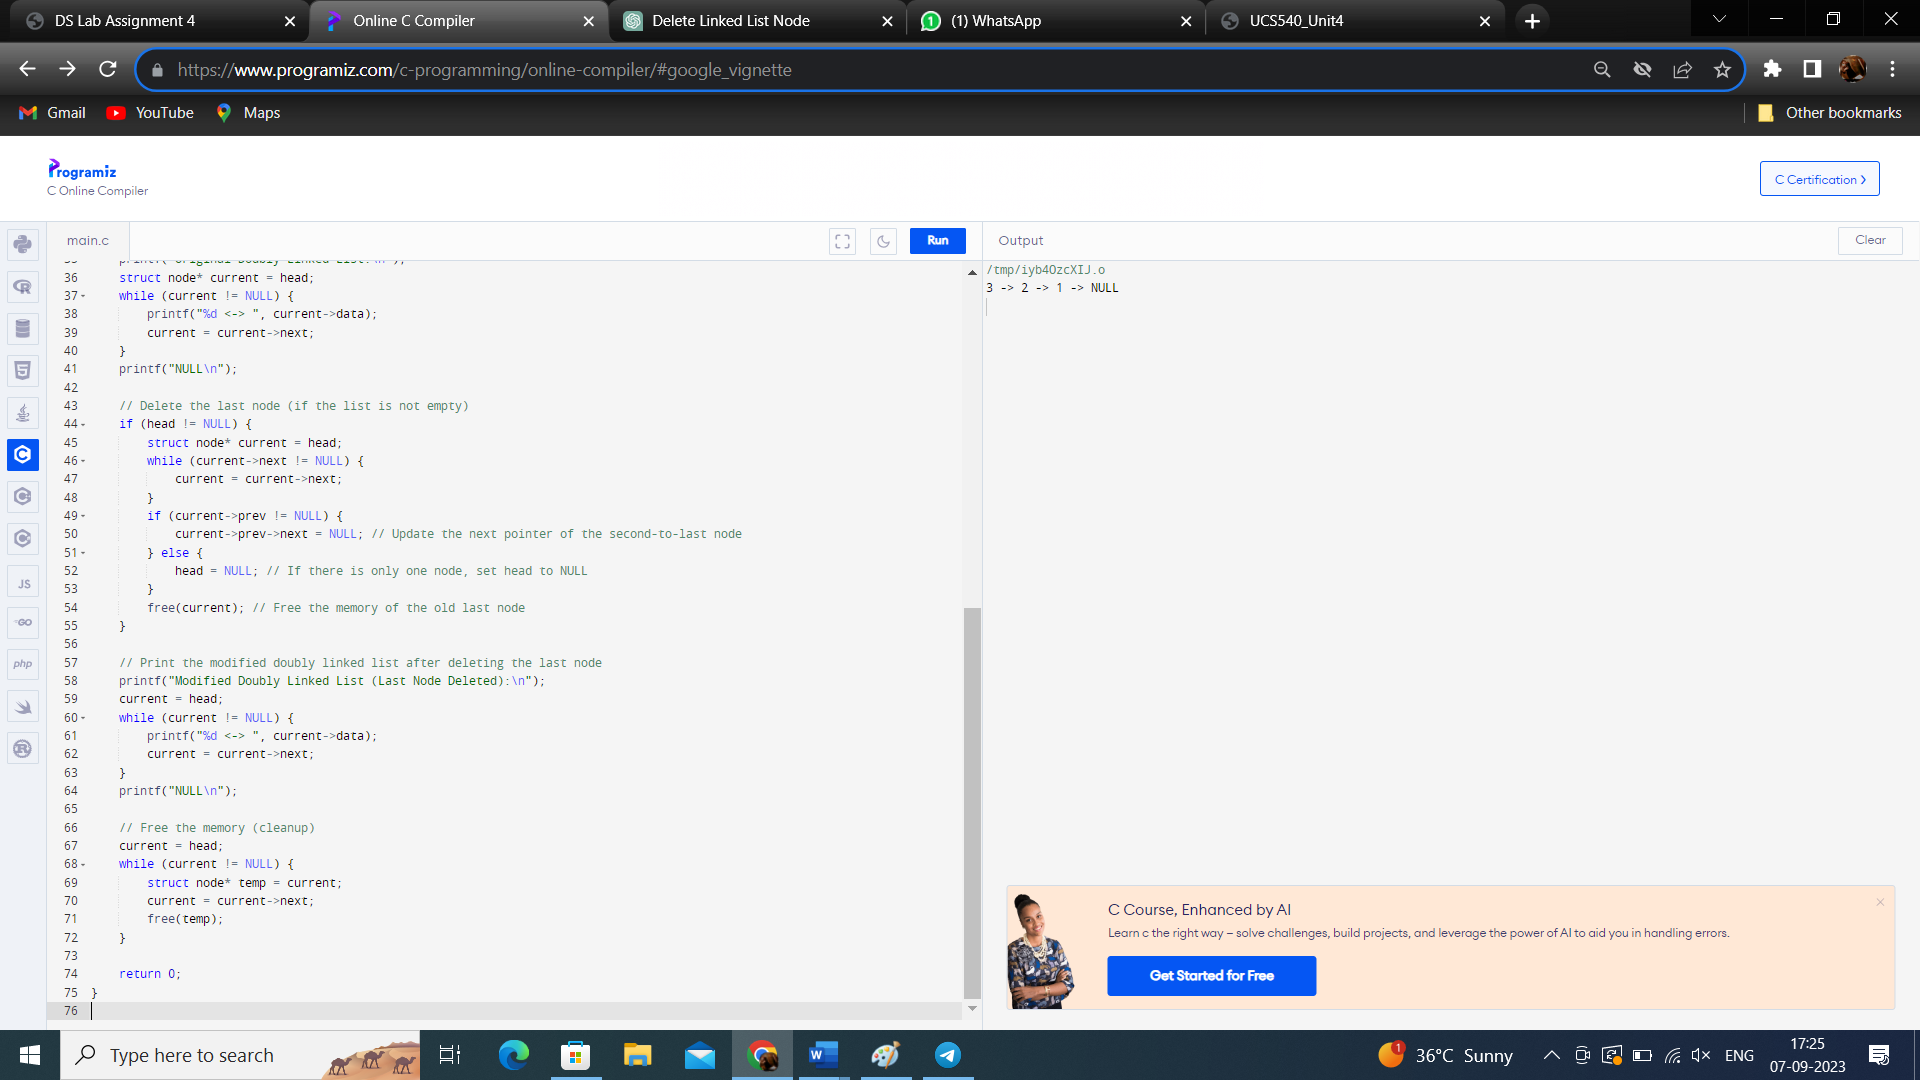 DS Lab Assignment 4
Online C Compiler
Delete Linked List Node
(1) WhatsApp
UCS540_Unit4
https://www.programiz.com/c-programming/online-compiler/#google_vignette
Gmail
YouTube
Maps
Other bookmarks
Programiz
C Online Compiler
C Certification >
main.c
Run
Output
Clear
35 printf("Original Doubly Linked List:\n");
36 struct node* current = head;
37 while (current != NULL) {
38 printf("%d <-> ", current->data);
39 current = current->next;
40 }
41 printf("NULL\n");
42
43 // Delete the last node (if the list is not empty)
44 if (head != NULL) {
45 struct node* current = head;
46 while (current->next != NULL) {
47 current = current->next;
48 }
49 if (current->prev != NULL) {
50 current->prev->next = NULL; // Update the next pointer of the second-to-last node
51 } else {
52 head = NULL; // If there is only one node, set head to NULL
53 }
54 free(current); // Free the memory of the old last node
55 }
56
57 // Print the modified doubly linked list after deleting the last node
58 printf("Modified Doubly Linked List (Last Node Deleted):\n");
59 current = head;
60 while (current != NULL) {
61 printf("%d <-> ", current->data);
62 current = current->next;
63 }
64 printf("NULL\n");
65
66 // Free the memory (cleanup)
67 current = head;
68 while (current != NULL) {
69 struct node* temp = current;
70 current = current->next;
71 free(temp);
72 }
73
74 return 0;
75 }
76
/tmp/iyb4OzcXIJ.o
3 -> 2 -> 1 -> NULL
JS
GO
php
C Course, Enhanced by AI
Learn c the right way – solve challenges, build projects, and leverage the power of AI to aid you in handling errors.
Get Started for Free
Type here to search
1
36°C Sunny
ENG
17:25
07-09-2023